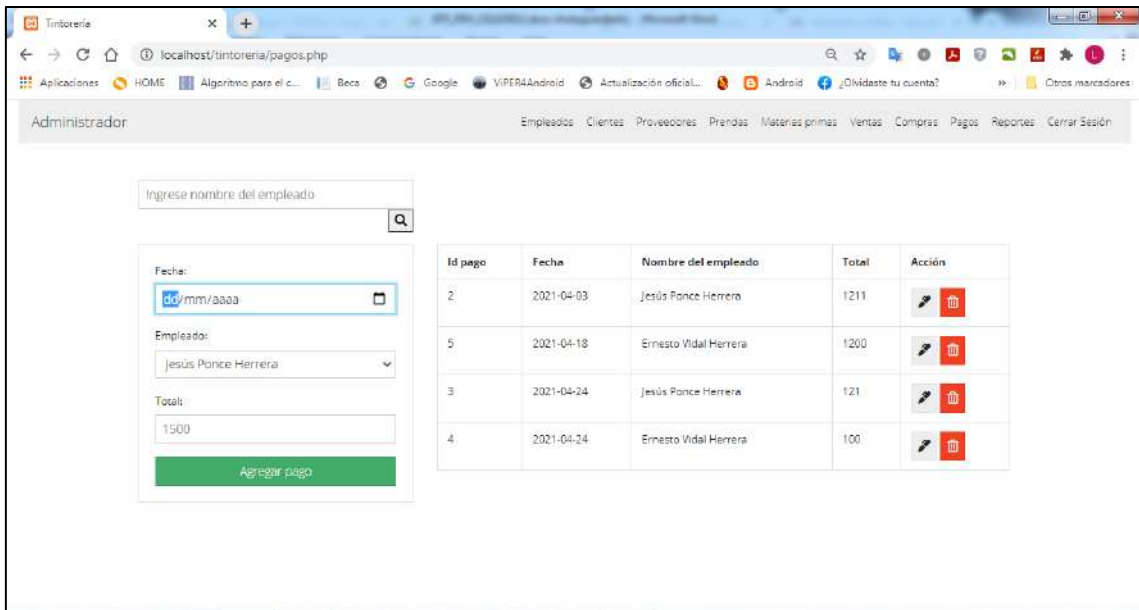 Tintorería
localhost/tintoreria/pagos.php
Aplicaciones HOME Algoritmo para el c... Beca Google ViPER4Android Actualización oficial... Android ¿Olvidaste tu cuenta? Otros marcadores
Administrador Empleados Clientes Proveedores Prendas Materias primas Ventas Compras Pagos Reportes Cerrar Sesión
Ingrese nombre del empleado
Fecha:
dd/mm/aaaa
Empleado:
Jesús Ponce Herrera
Total:
1500
Agregar pago
Id pago Fecha Nombre del empleado Total Acción
2 2021-04-03 Jesús Ponce Herrera 1211
5 2021-04-18 Ernesto Vidal Herrera 1200
3 2021-04-24 Jesús Ponce Herrera 121
4 2021-04-24 Ernesto Vidal Herrera 100